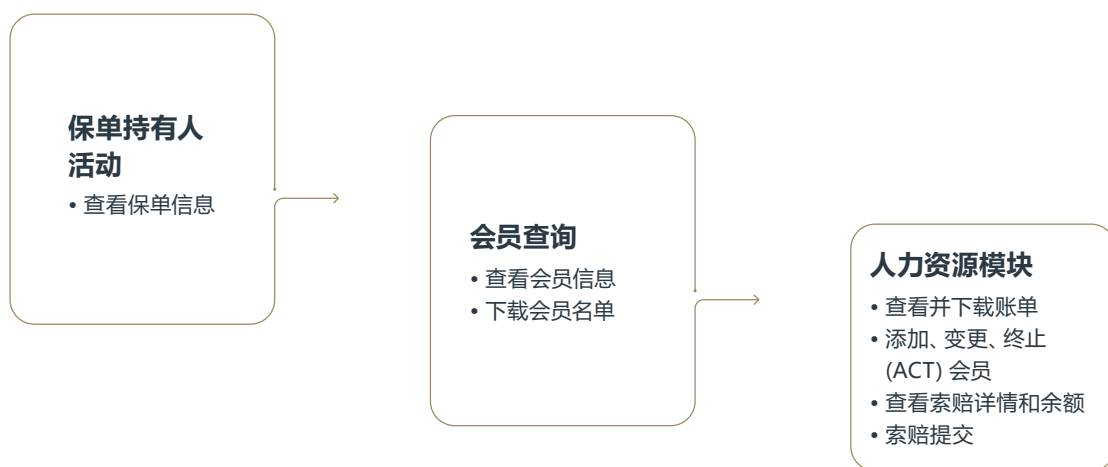 保单持有人
活动
• 查看保单信息
会员查询
• 查看会员信息
• 下载会员名单
人力资源模块
• 查看并下载账单
• 添加、变更、终止
(ACT) 会员
• 查看索赔详情和余额
• 索赔提交